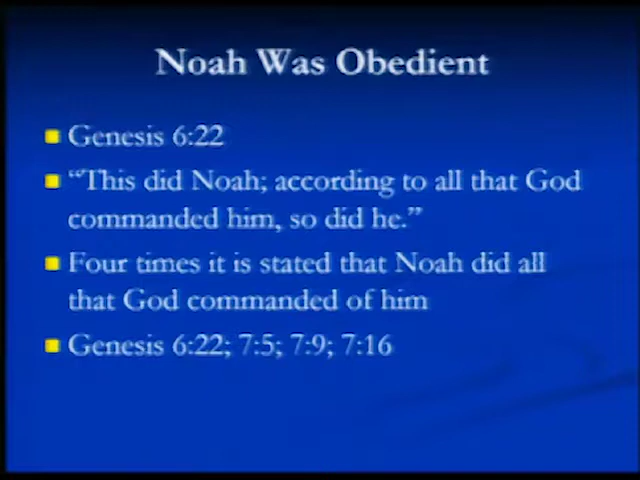 Noah Was Obedient
Genesis 6:22
“This did Noah; according to all that God
commanded him, so did he.”
Four times it is stated that Noah did all
that God commanded of him
Genesis 6:22; 7:5; 7:9; 7:16